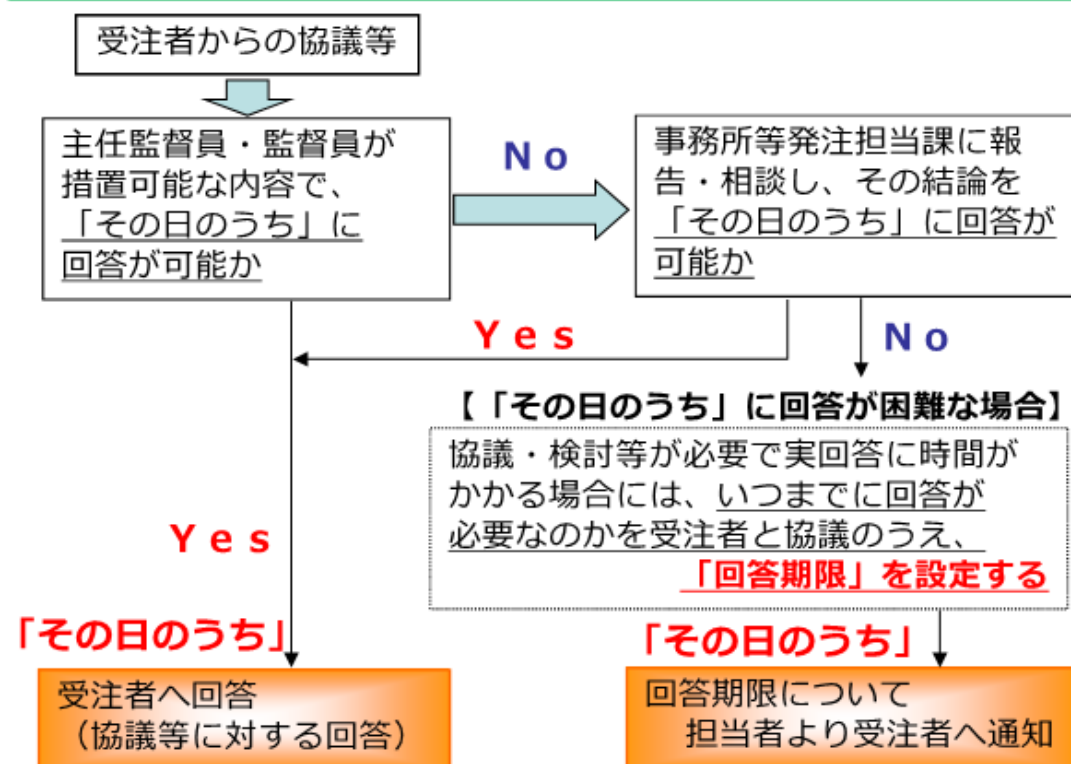 受注者からの協議等
主任監督員・監督員が
措置可能な内容で、
「その日のうち」に
回答が可能か
No
事務所等発注担当課に報
告・相談し、その結論を
「その日のうち」に回答が
可能か
Yes
No
【「その日のうち」に回答が困難な場合】
協議・検討等が必要で実回答に時間が
かかる場合には、いつまでに回答が
必要なのかを受注者と協議のうえ、
「回答期限」を設定する
Yes
「その日のうち」
受注者へ回答
（協議等に対する回答）
「その日のうち」
回答期限について
担当者より受注者へ通知